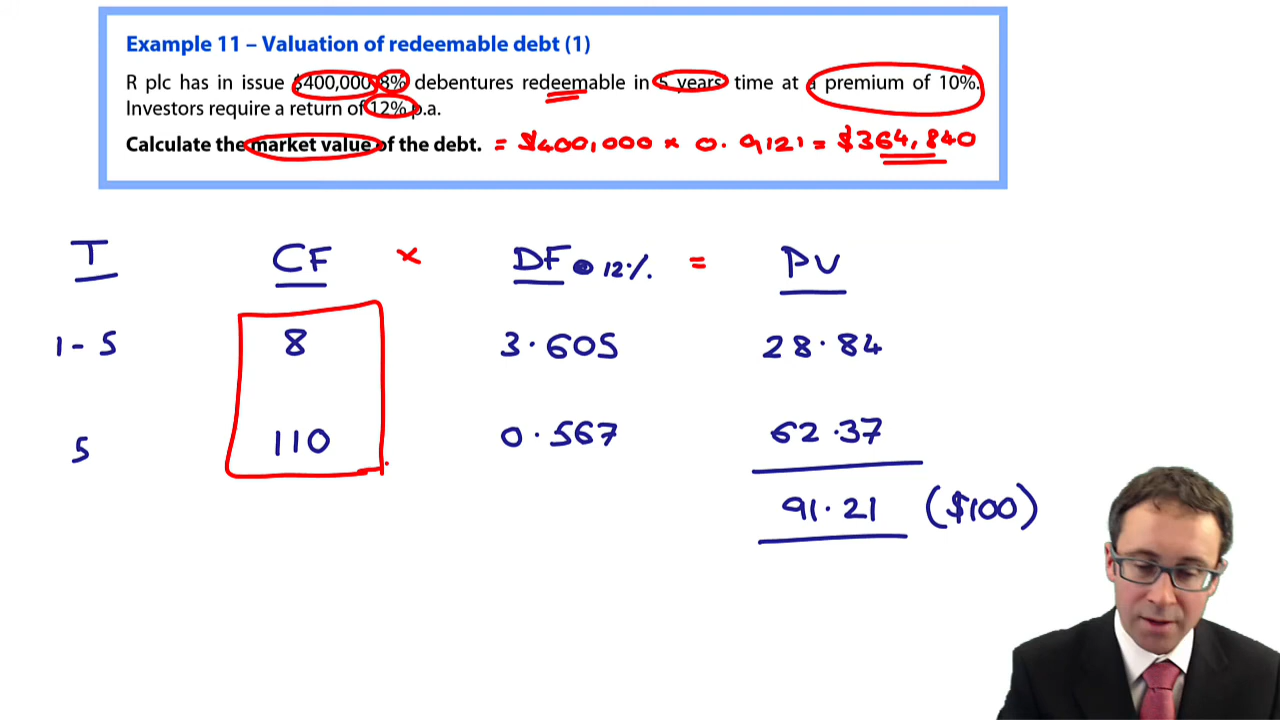 Example 11 – Valuation of redeemable debt (1)
R plc has in issue $400,000 8% debentures redeemable in 5 years time at a premium of 10%.
Investors require a return of 12% p.a.
Calculate the market value of the debt. = $400,000 × 0.9121 = $364,840
T CF × DF @ 12% = PV
1-5 8 3.605 28.84
5 110 0.567 62.37
91.21 ($100)